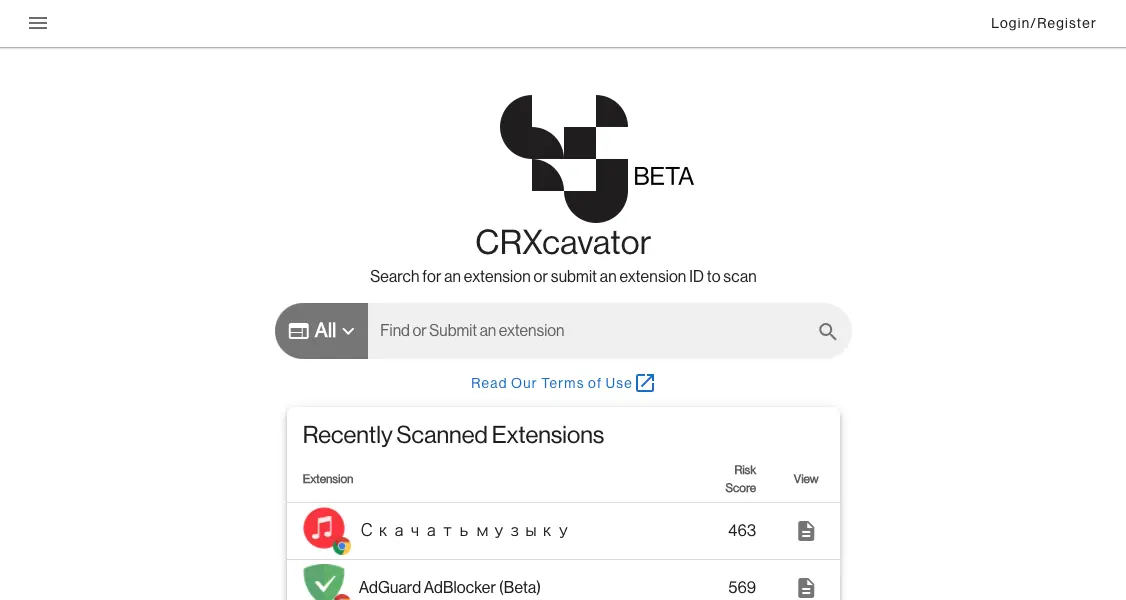 Login/Register
BETA
CRXcavator
Search for an extension or submit an extension ID to scan
All
Find or Submit an extension
Read Our Terms of Use
Recently Scanned Extensions
Extension
Risk Score
View
Скачать музыку
463
AdGuard AdBlocker (Beta)
569